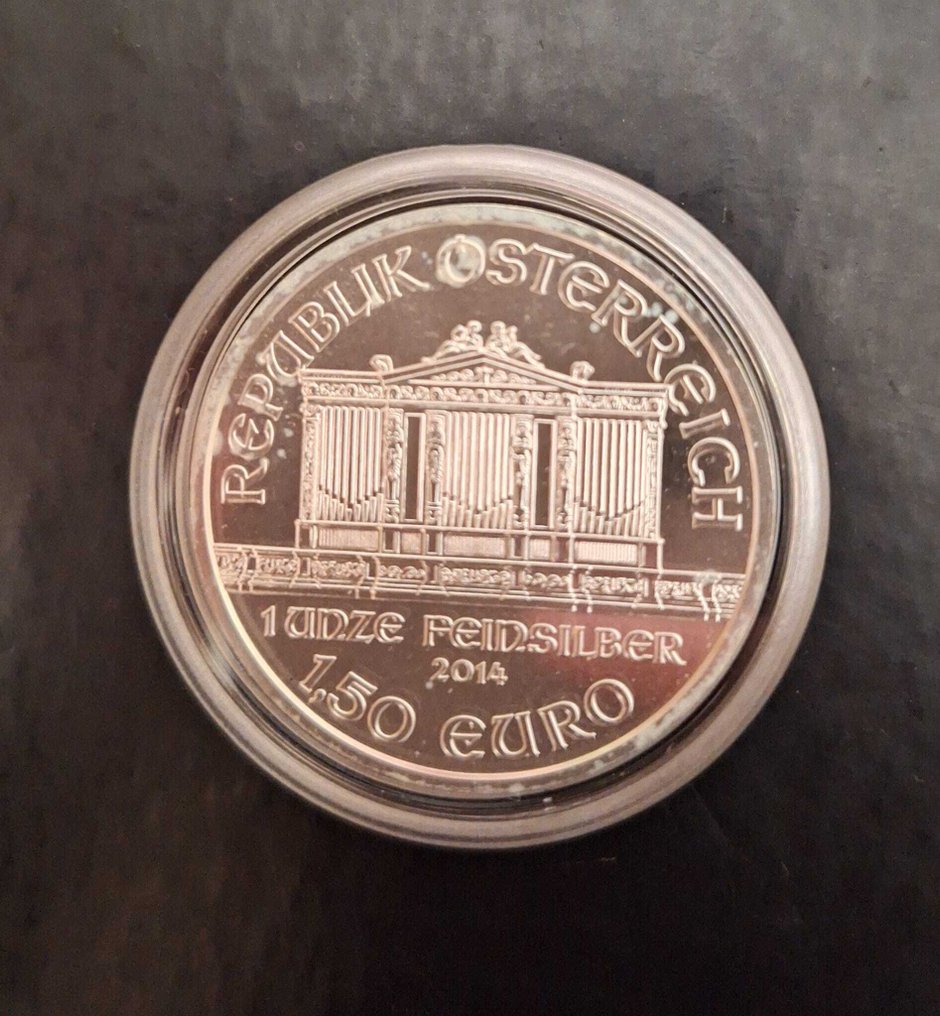 REPUBLIK ÖSTERREICH
1 UNZE FEINSILBER
2014
1,50 EURO